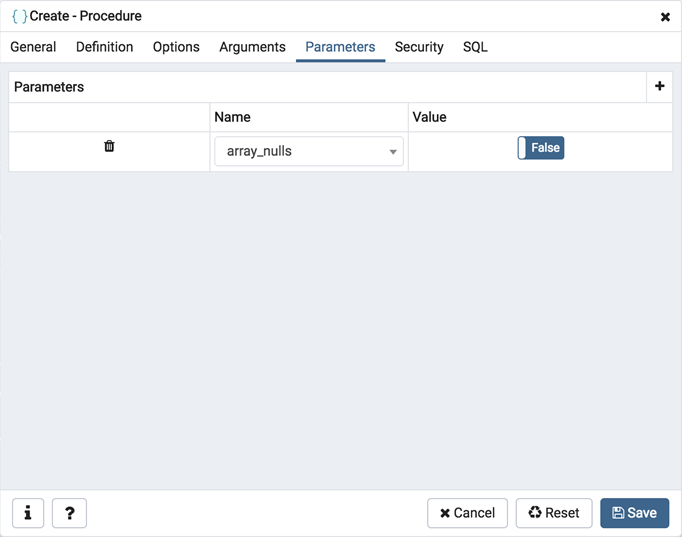 {} Create - Procedure
General Definition Options Arguments Parameters Security SQL
Parameters
Name Value
array_nulls False
Cancel Reset Save